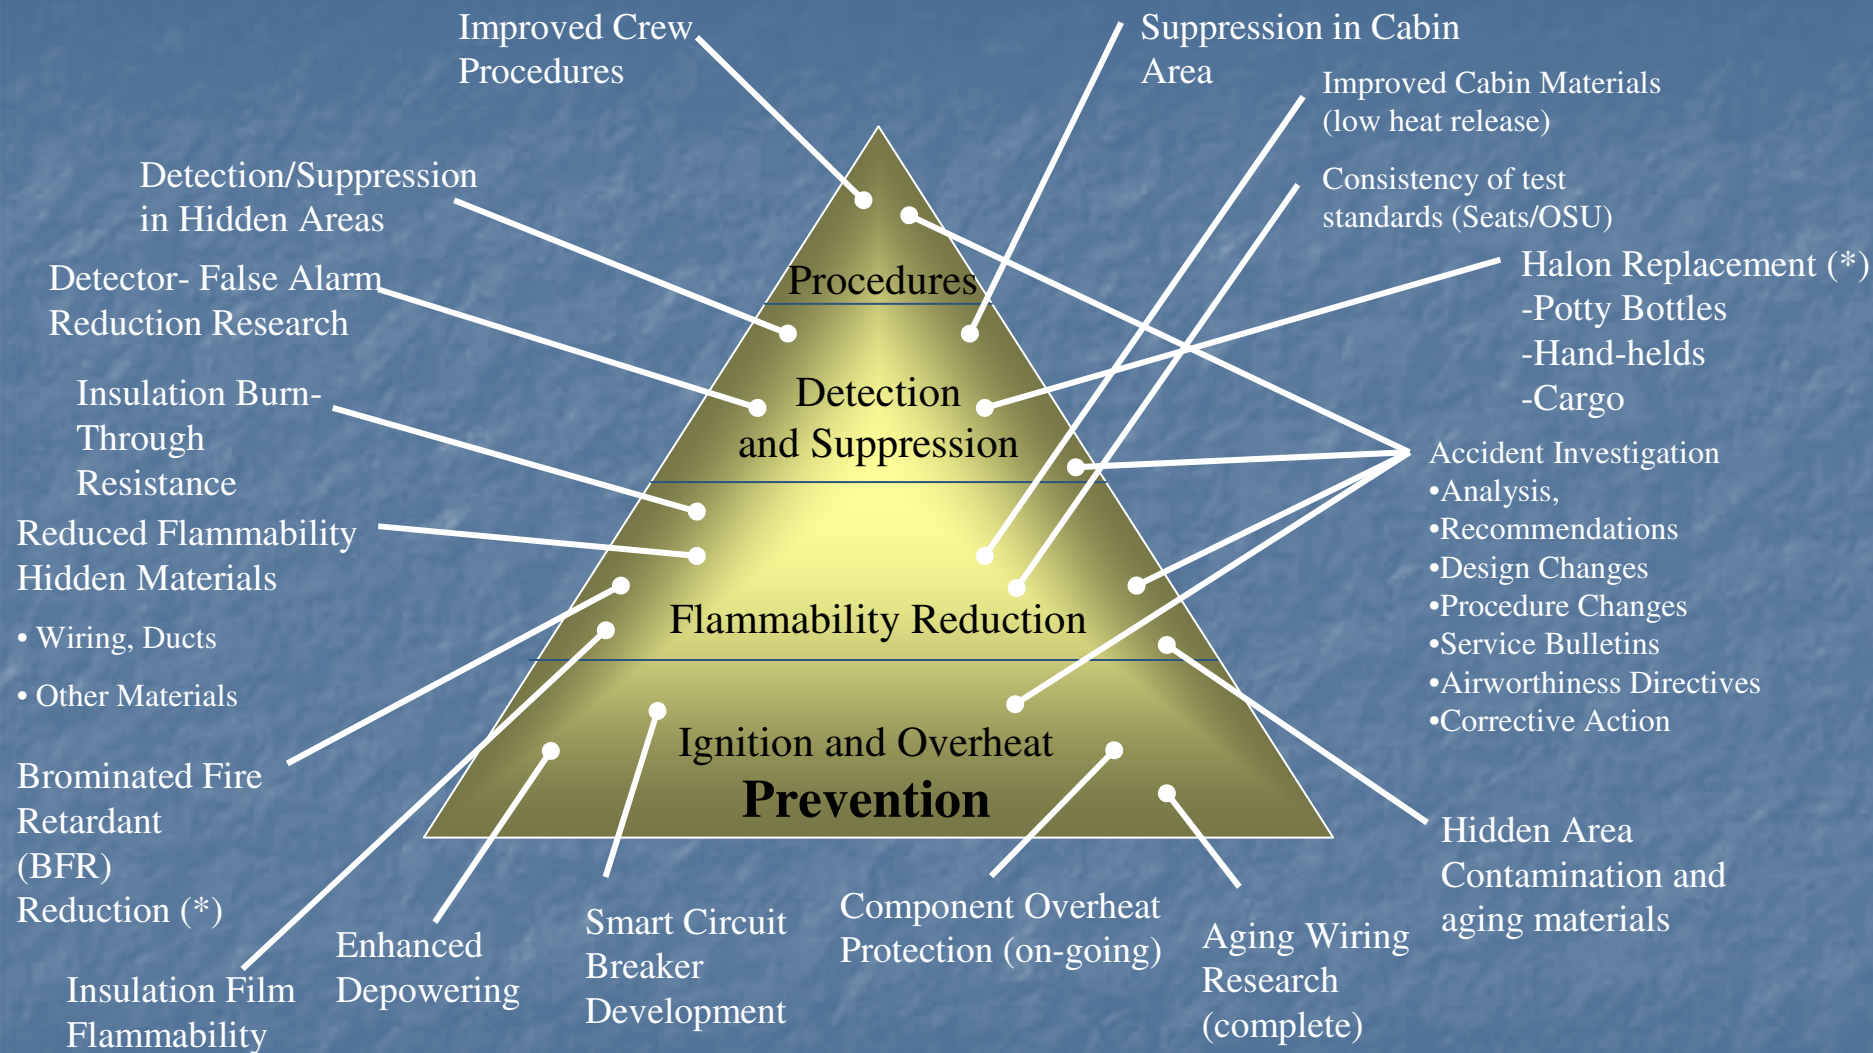 Improved Crew
Procedures
Suppression in Cabin
Area
Improved Cabin Materials
(low heat release)
Detection/Suppression
in Hidden Areas
Consistency of test
standards (Seats/OSU)
Detector- False Alarm
Reduction Research
Halon Replacement (*)
-Potty Bottles
-Hand-helds
-Cargo
Procedures
Detection
and Suppression
Insulation Burn-
Through
Resistance
Accident Investigation
•Analysis,
•Recommendations
•Design Changes
•Procedure Changes
•Service Bulletins
•Airworthiness Directives
•Corrective Action
Reduced Flammability
Hidden Materials
• Wiring, Ducts
• Other Materials
Flammability Reduction
Ignition and Overheat
Prevention
Brominated Fire
Retardant
(BFR)
Reduction (*)
Hidden Area
Contamination and
aging materials
Insulation Film
Flammability
Enhanced
Depowering
Smart Circuit
Breaker
Development
Component Overheat
Protection (on-going)
Aging Wiring
Research
(complete)